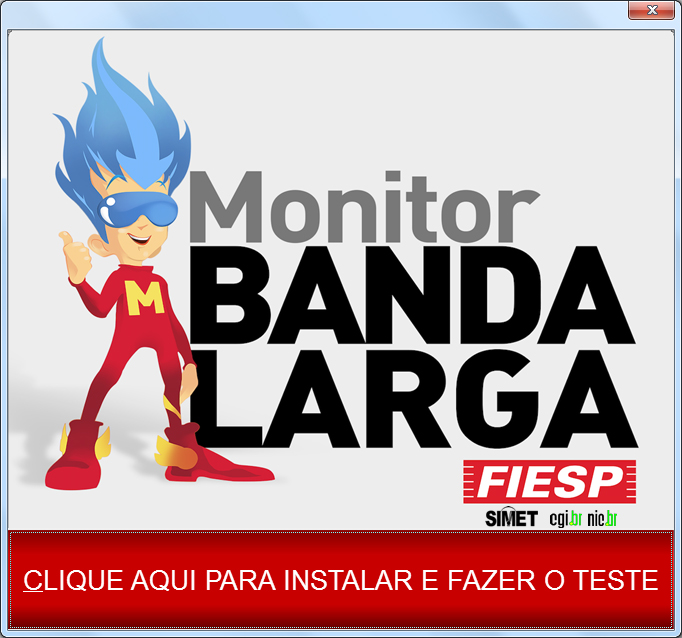 M
Monitor
BANDA
LARGA
FIESP
SIMET cgi.br nic.br
CLIQUE AQUI PARA INSTALAR E FAZER O TESTE